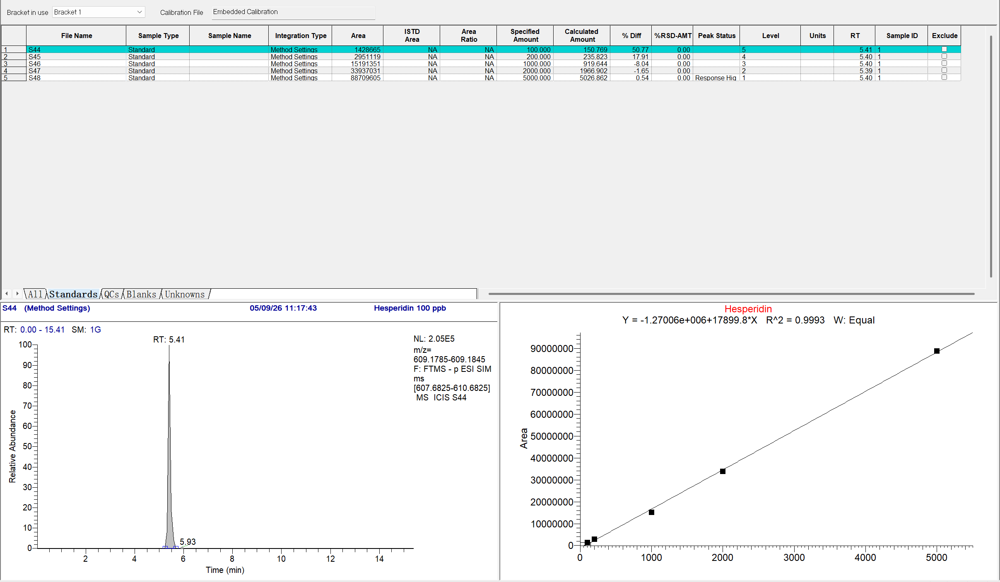 Bracket in use Bracket 1 Calibration File Embedded Calibration
File Name Sample Type Sample Name Integration Type Area ISTD Area Area Ratio Specified Amount Calculated Amount % Diff %RSD-AMT Peak Status Level Units RT Sample ID Exclude
1 S44 Standard Method Settings 1428665 NA NA 100.000 150.769 50.77 0.00 5 5.41 1
2 S45 Standard Method Settings 2951119 NA NA 200.000 235.823 17.91 0.00 4 5.40 1
3 S46 Standard Method Settings 15191351 NA NA 1000.000 919.644 -8.04 0.00 3 5.40 1
4 S47 Standard Method Settings 33937031 NA NA 2000.000 1966.902 -1.65 0.00 2 5.39 1
5 S48 Standard Method Settings 88709605 NA NA 5000.000 5026.862 0.54 0.00 Response Hig 1 5.40 1
All Standards QCs Blanks Unknowns
S44 (Method Settings) 05/09/26 11:17:43 Hesperidin 100 ppb
RT: 0.00 - 15.41 SM: 1G
RT: 5.41
NL: 2.05E5
m/z=
609.1785-609.1845
F: FTMS - p ESI SIM
ms
[607.6825-610.6825]
MS ICIS S44
100
90
80
70
60
50
40
30
20
10
0
Relative Abundance
5.93
2 4 6 8 10 12 14
Time (min)
Hesperidin
Y = -1.27006e+006+17899.8*X R^2 = 0.9993 W: Equal
90000000
80000000
70000000
60000000
50000000
40000000
30000000
20000000
10000000
0
Area
0 1000 2000 3000 4000 5000